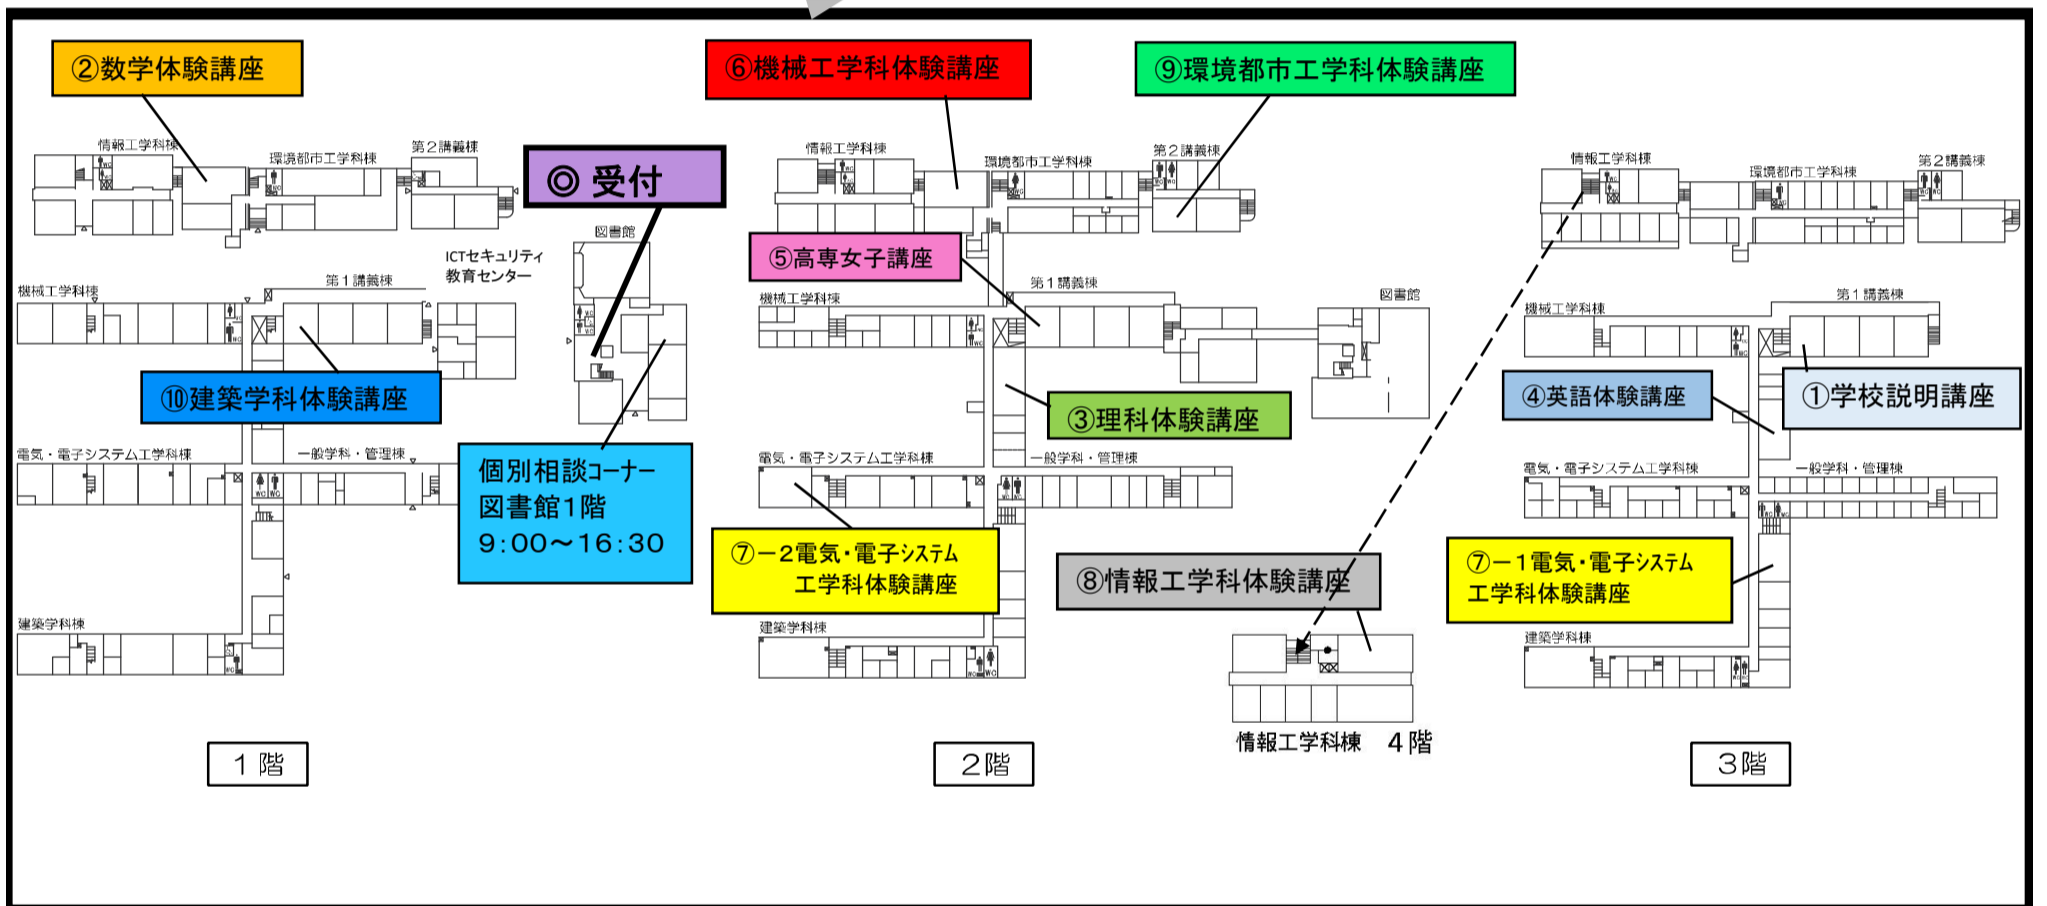 ②数学体験講座
⑥機械工学科体験講座
⑨環境都市工学科体験講座
情報工学科棟
環境都市工学科棟
第2講義棟
◎ 受付
図書館
ICTセキュリティ
教育センター
第1講義棟
機械工学科棟
⑩建築学科体験講座
電気・電子システム工学科棟
一般学科・管理棟
個別相談コーナー
図書館1階
9:00～16:30
建築学科棟
1階
情報工学科棟
環境都市工学科棟
第2講義棟
⑤高専女子講座
第1講義棟
機械工学科棟
図書館
③理科体験講座
電気・電子システム工学科棟
一般学科・管理棟
⑦－2電気・電子システム
工学科体験講座
⑧情報工学科体験講座
建築学科棟
情報工学科棟 4階
2階
情報工学科棟
環境都市工学科棟
第2講義棟
第1講義棟
機械工学科棟
④英語体験講座
①学校説明講座
電気・電子システム工学科棟
一般学科・管理棟
⑦－1電気・電子システム
工学科体験講座
建築学科棟
3階